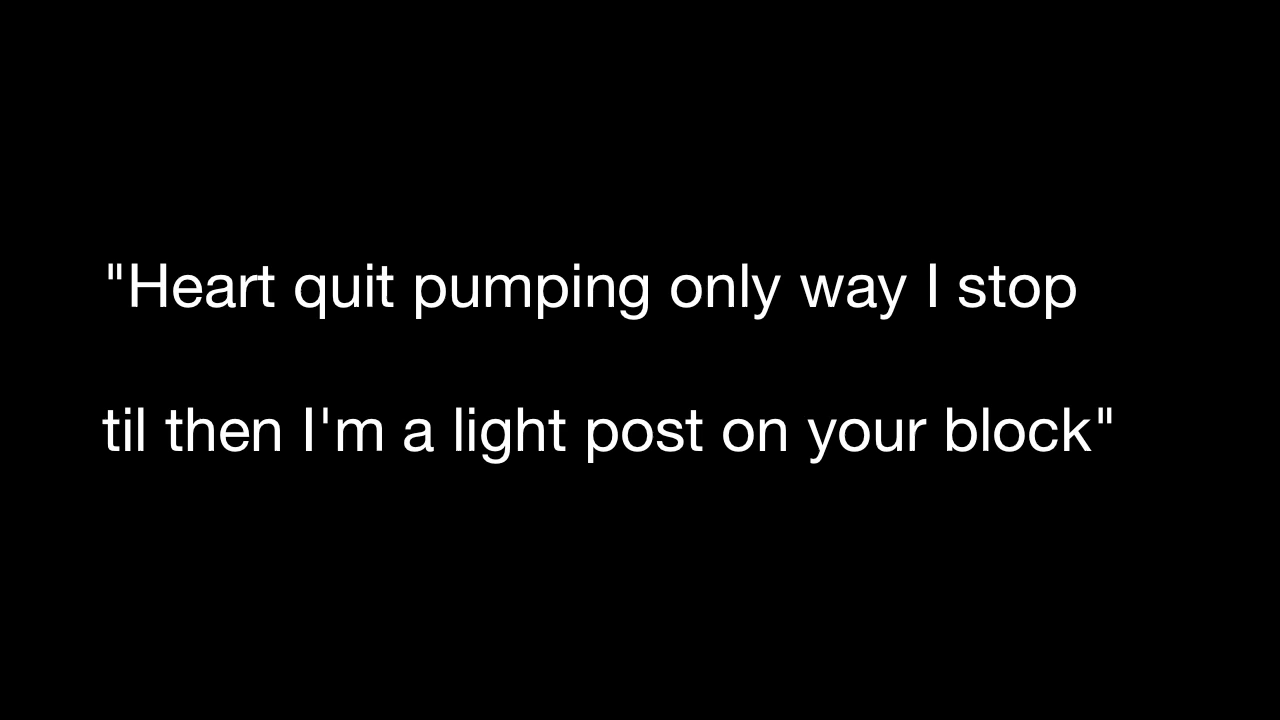 "Heart quit pumping only way I stop
til then I'm a light post on your block"